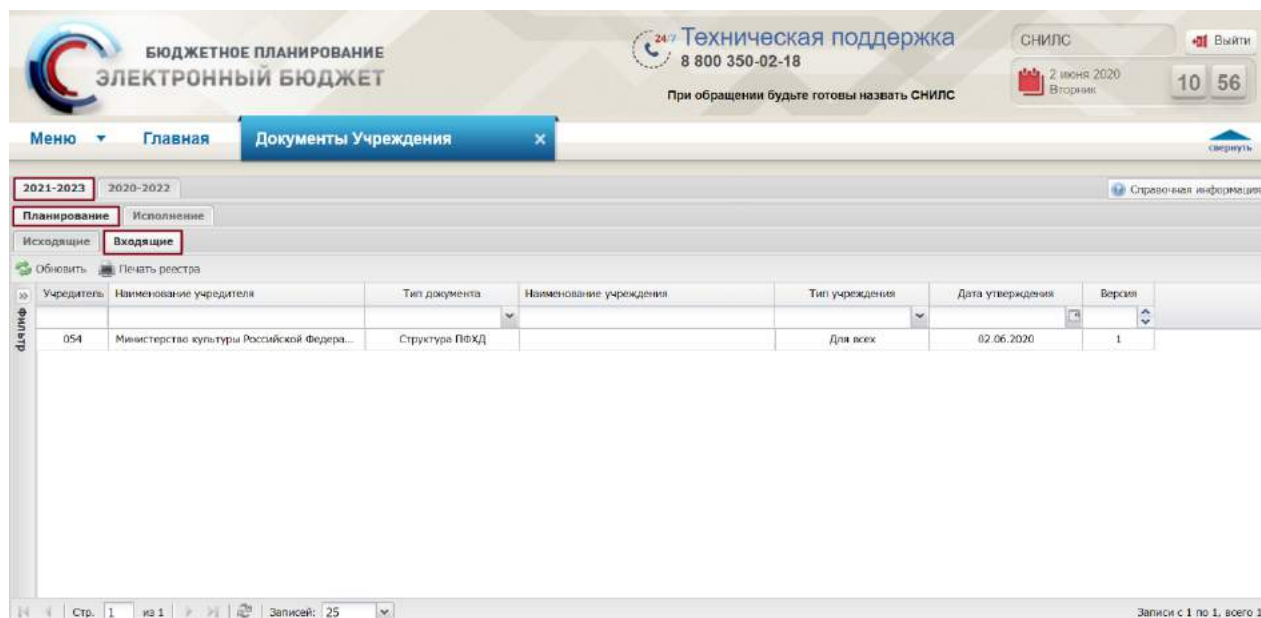 БЮДЖЕТНОЕ ПЛАНИРОВАНИЕ
ЭЛЕКТРОННЫЙ БЮДЖЕТ
24/7 Техническая поддержка
8 800 350-02-18
При обращении будьте готовы назвать СНИЛС
СНИЛС
Выйти
2 июня 2020
Вторник
10 56
Меню Главная Документы Учреждения ×
свернуть
2021-2023 2020-2022 Справочная информация
Планирование Исполнение
Исходящие Входящие
Обновить Печать реестра
Фильтр
Учредитель Наименование учредителя Тип документа Наименование учреждения Тип учреждения Дата утверждения Версия
054 Министерство культуры Российской Федера... Структура ПФХД Для всех 02.06.2020 1
Стр. 1 из 1 Записей: 25 Записи с 1 по 1, всего 1